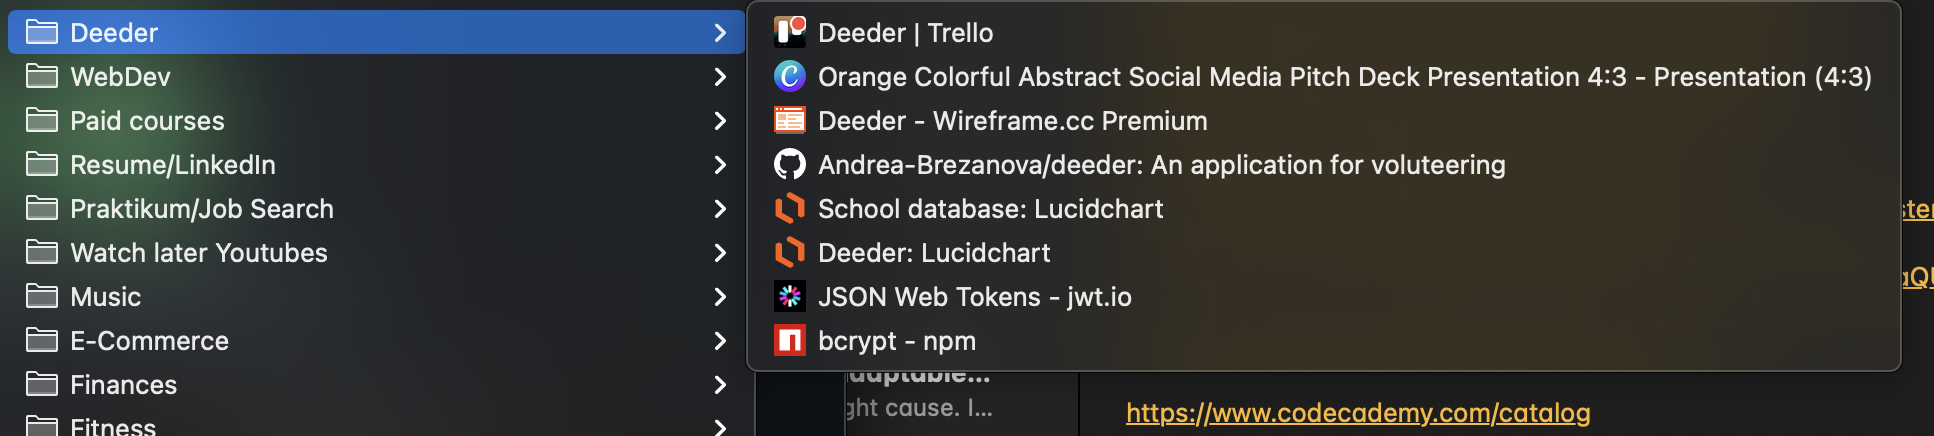 Deeder
WebDev
Paid courses
Resume/LinkedIn
Praktikum/Job Search
Watch later Youtubes
Music
E-Commerce
Finances
Fitness
Deeder | Trello
Orange Colorful Abstract Social Media Pitch Deck Presentation 4:3 - Presentation (4:3)
Deeder - Wireframe.cc Premium
Andrea-Brezanova/deeder: An application for voluteering
School database: Lucidchart
Deeder: Lucidchart
JSON Web Tokens - jwt.io
bcrypt - npm
cause. I...
https://www.codecademy.com/catalog